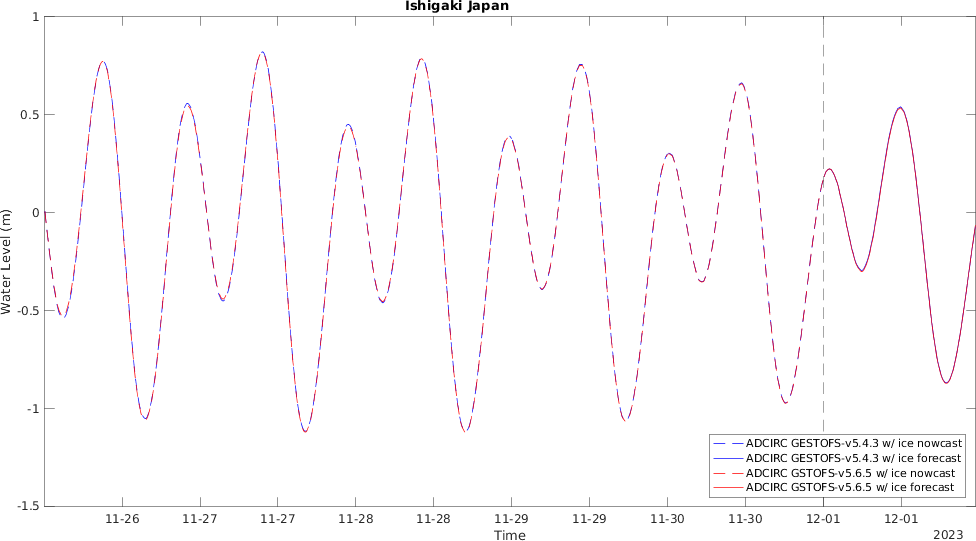 Ishigaki Japan
1
0.5
0
-0.5
-1
-1.5
Water Level (m)
ADCIRC GESTOFS-v5.4.3 w/ ice nowcast
ADCIRC GESTOFS-v5.4.3 w/ ice forecast
ADCIRC GSTOFS-v5.6.5 w/ ice nowcast
ADCIRC GSTOFS-v5.6.5 w/ ice forecast
11-26 11-27 11-27 11-28 11-28 11-29 11-29 11-30 11-30 12-01 12-01
Time
2023